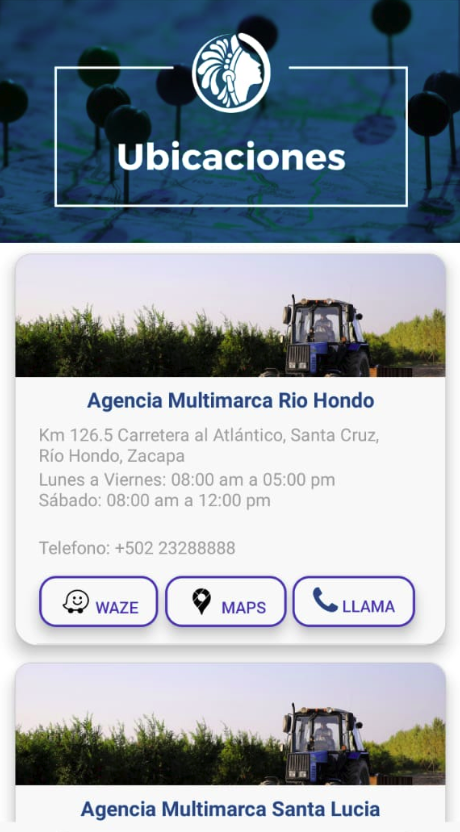 Ubicaciones
Agencia Multimarca Rio Hondo
Km 126.5 Carretera al Atlántico, Santa Cruz,
Río Hondo, Zacapa
Lunes a Viernes: 08:00 am a 05:00 pm
Sábado: 08:00 am a 12:00 pm
Telefono: +502 23288888
WAZE MAPS LLAMA
Agencia Multimarca Santa Lucia